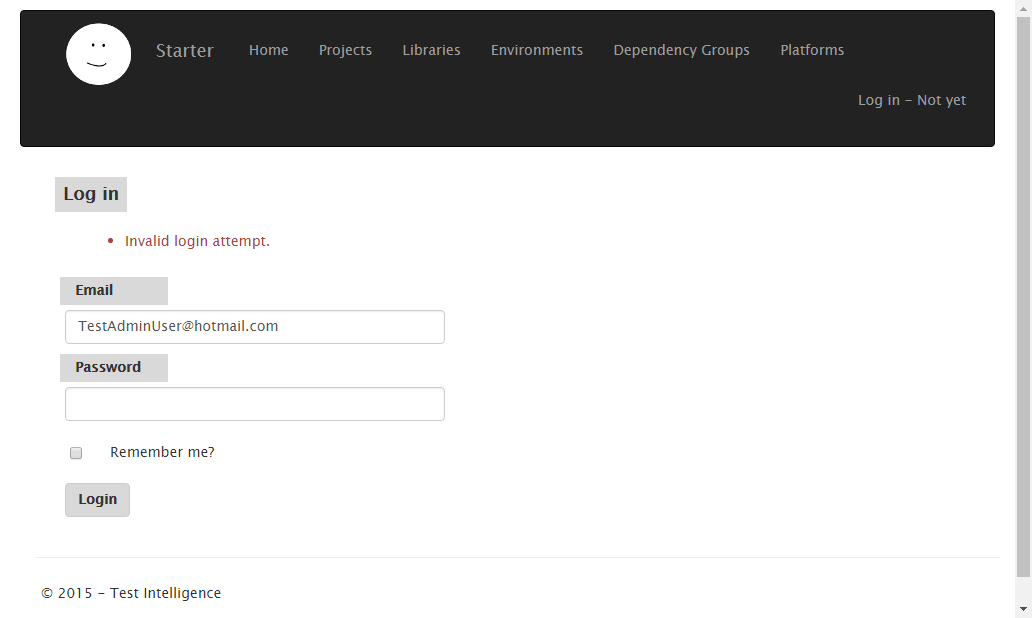 Starter Home Projects Libraries Environments Dependency Groups Platforms
Log in - Not yet
Log in
• Invalid login attempt.
Email
TestAdminUser@hotmail.com
Password
Remember me?
Login
© 2015 - Test Intelligence